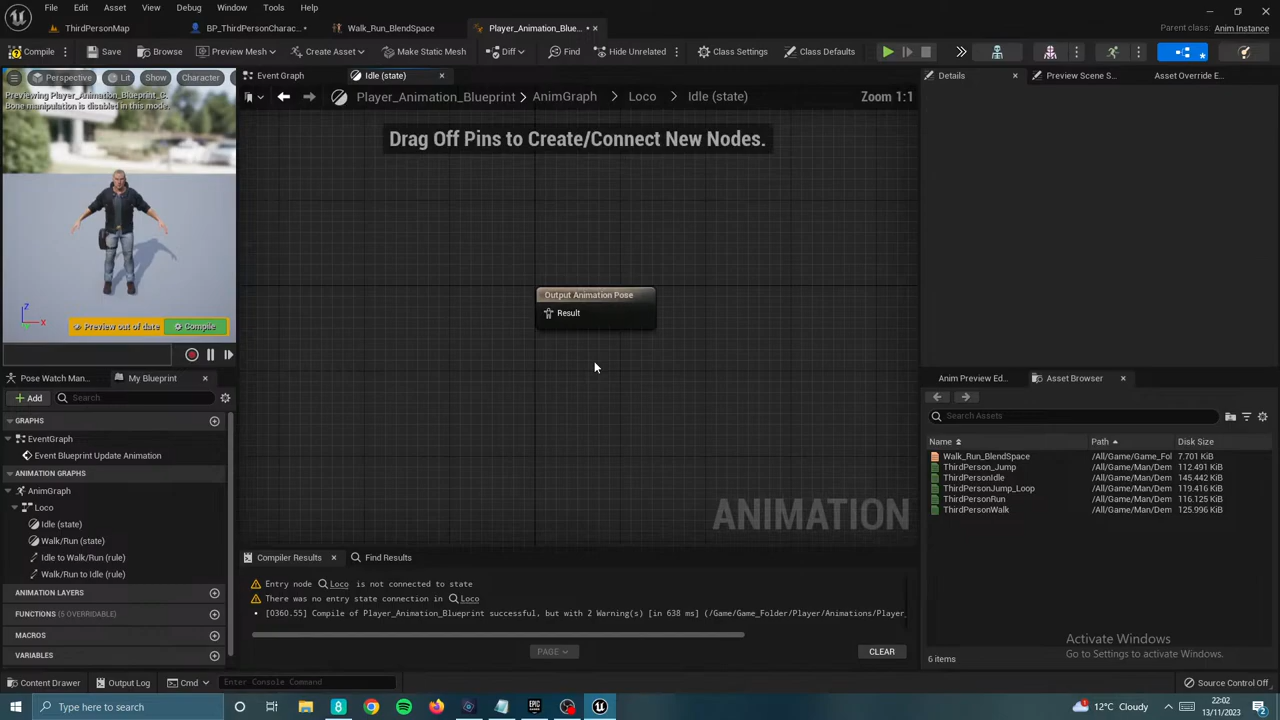 File Edit Asset View Debug Window Tools Help
ThirdPersonMap BP_ThirdPersonCharac... Walk_Run_BlendSpace Player_Animation_Blue... Parent class: Anim Instance
Compile Save Browse Preview Mesh Create Asset Make Static Mesh Diff Find Hide Unrelated Class Settings Class Defaults
Perspective Lit Show Character
Previewing Player_Animation_Blueprint_C.
Bone manipulation is disabled in this mode.
Z
X
Preview out of date Compile
Event Graph Idle (state)
Player_Animation_Blueprint > AnimGraph > Loco > Idle (state) Zoom 1:1
Drag Off Pins to Create/Connect New Nodes.
Output Animation Pose
Result
ANIMATION
Details Preview Scene S... Asset Override E...
Pose Watch Man... My Blueprint
Add Search
GRAPHS
EventGraph
Event Blueprint Update Animation
ANIMATION GRAPHS
AnimGraph
Loco
Idle (state)
Walk/Run (state)
Idle to Walk/Run (rule)
Walk/Run to Idle (rule)
ANIMATION LAYERS
FUNCTIONS (5 OVERRIDABLE)
MACROS
VARIABLES
Compiler Results Find Results
Entry node Loco is not connected to state
There was no entry state connection in Loco
[0360.55] Compile of Player_Animation_Blueprint successful, but with 2 Warning(s) [in 638 ms] (/Game/Game_Folder/Player/Animations/Player_
PAGE CLEAR
Anim Preview Ed... Asset Browser
Search Assets
Name Path Disk Size
Walk_Run_BlendSpace /All/Game/Game_Fol 7.701 KiB
ThirdPerson_Jump /All/Game/Man/Dem 112.491 KiB
ThirdPersonIdle /All/Game/Man/Dem 145.442 KiB
ThirdPersonJump_Loop /All/Game/Man/Dem 119.416 KiB
ThirdPersonRun /All/Game/Man/Dem 116.125 KiB
ThirdPersonWalk /All/Game/Man/Dem 125.996 KiB
Activate Windows
Go to Settings to activate Windows.
6 items
Content Drawer Output Log Cmd Enter Console Command Source Control Off
Type here to search 12°C Cloudy 22:02
13/11/2023